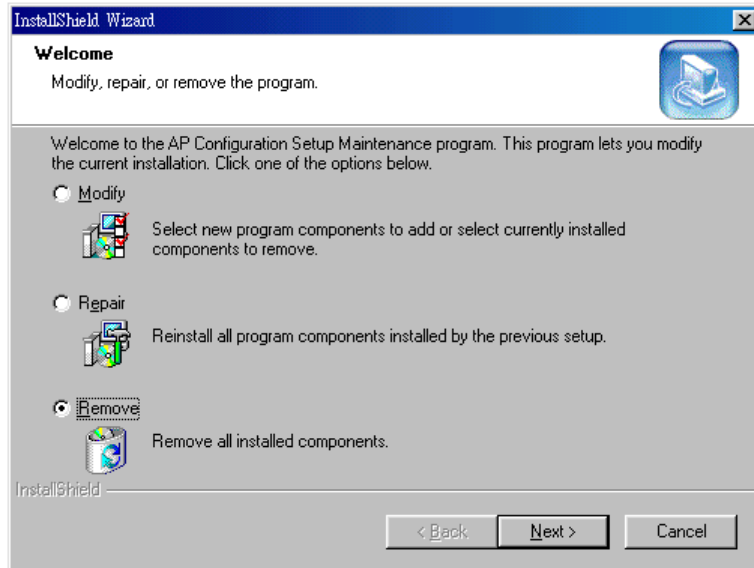 InstallShield Wizard
Welcome
Modify, repair, or remove the program.
Welcome to the AP Configuration Setup Maintenance program. This program lets you modify
the current installation. Click one of the options below.
Modify
Select new program components to add or select currently installed
components to remove.
Repair
Reinstall all program components installed by the previous setup.
Remove
Remove all installed components.
InstallShield
< Back
Next >
Cancel